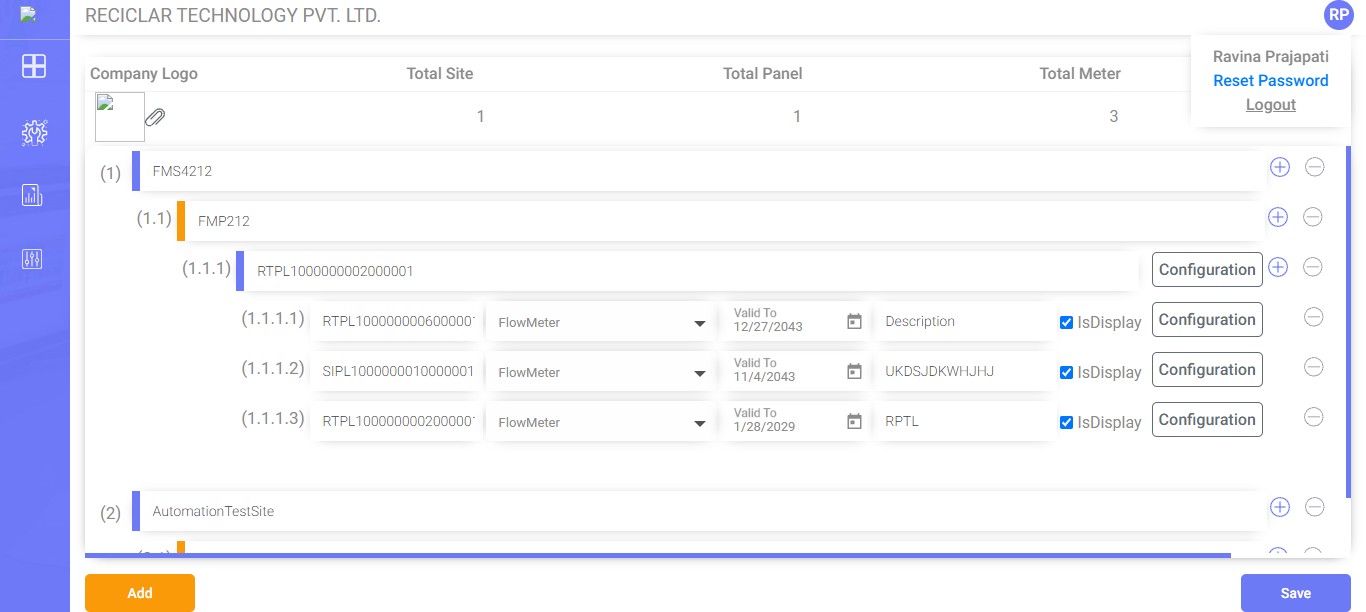 RECICLAR TECHNOLOGY PVT. LTD.
RP
Ravina Prajapati
Reset Password
Logout
Company Logo Total Site Total Panel Total Meter
1 1 3
(1) FMS4212
(1.1) FMP212
(1.1.1) RTPL1000000002000001 Configuration
(1.1.1.1) RTPL100000000600000 FlowMeter Valid To 12/27/2043 Description IsDisplay Configuration
(1.1.1.2) SIPL1000000010000001 FlowMeter Valid To 11/4/2043 UKDSJDKWHJHJ IsDisplay Configuration
(1.1.1.3) RTPL100000000200000 FlowMeter Valid To 1/28/2029 RPTL IsDisplay Configuration
(2) AutomationTestSite
Add Save